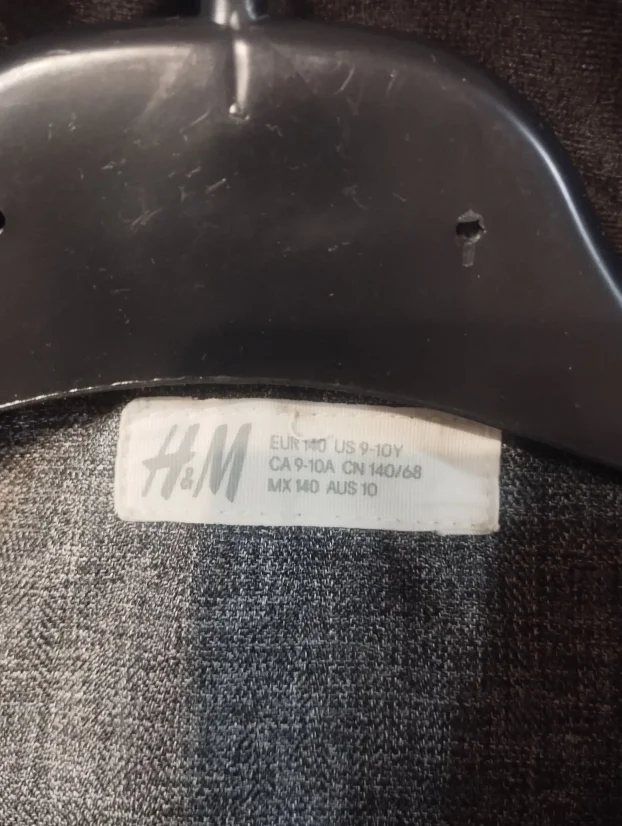 H&M
EUR 140 US 9-10Y
CA 9-10A CN 140/68
MX 140 AUS 10